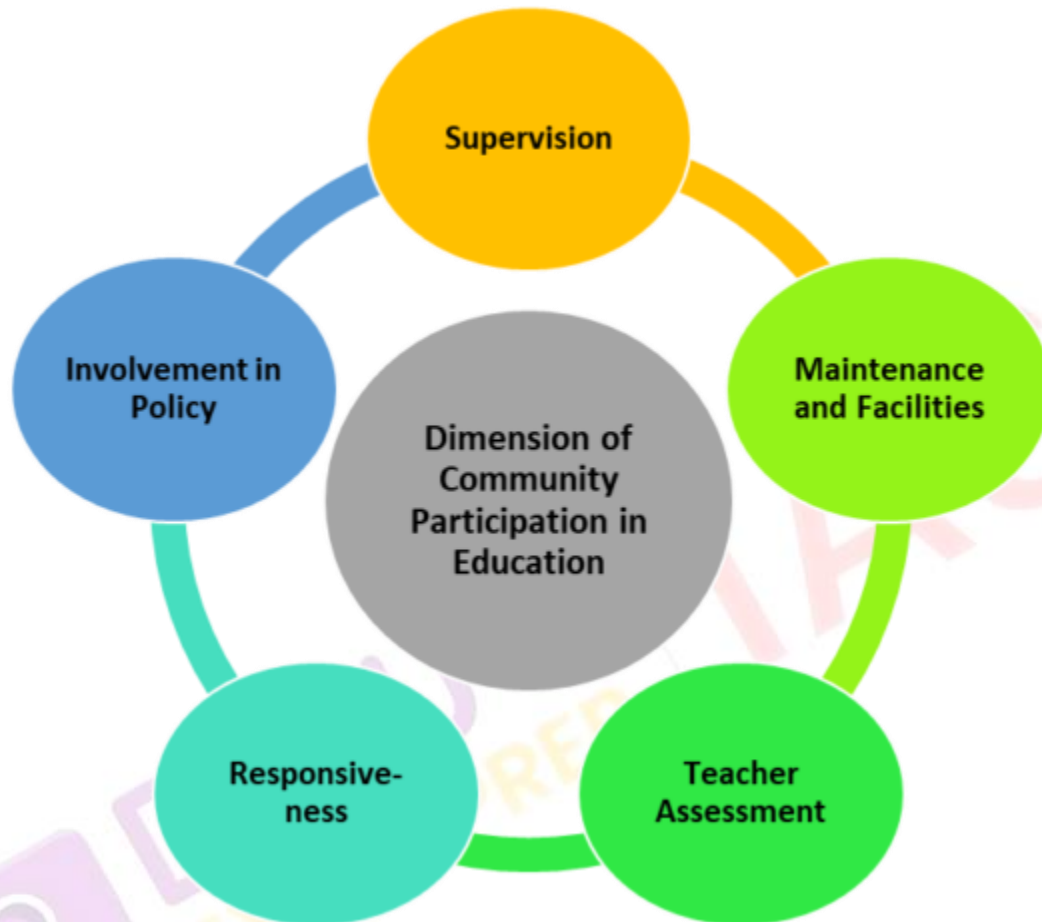 Supervision
Maintenance
and Facilities
Teacher
Assessment
Responsive-
ness
Involvement in
Policy
Dimension of
Community
Participation in
Education